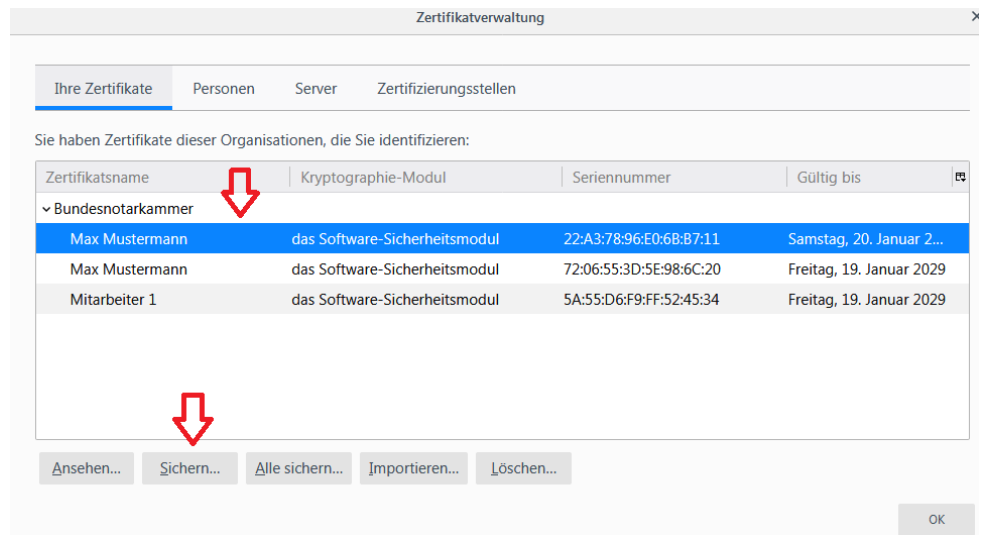 Zertifikatverwaltung
Ihre Zertifikate Personen Server Zertifizierungsstellen
Sie haben Zertifikate dieser Organisationen, die Sie identifizieren:
Zertifikatsname Kryptographie-Modul Seriennummer Gültig bis
Bundesnotarkammer
Max Mustermann das Software-Sicherheitsmodul 22:A3:78:96:E0:6B:B7:11 Samstag, 20. Januar 2...
Max Mustermann das Software-Sicherheitsmodul 72:06:55:3D:5E:98:6C:20 Freitag, 19. Januar 2029
Mitarbeiter 1 das Software-Sicherheitsmodul 5A:55:D6:F9:FF:52:45:34 Freitag, 19. Januar 2029
Ansehen... Sichern... Alle sichern... Importieren... Löschen...
OK